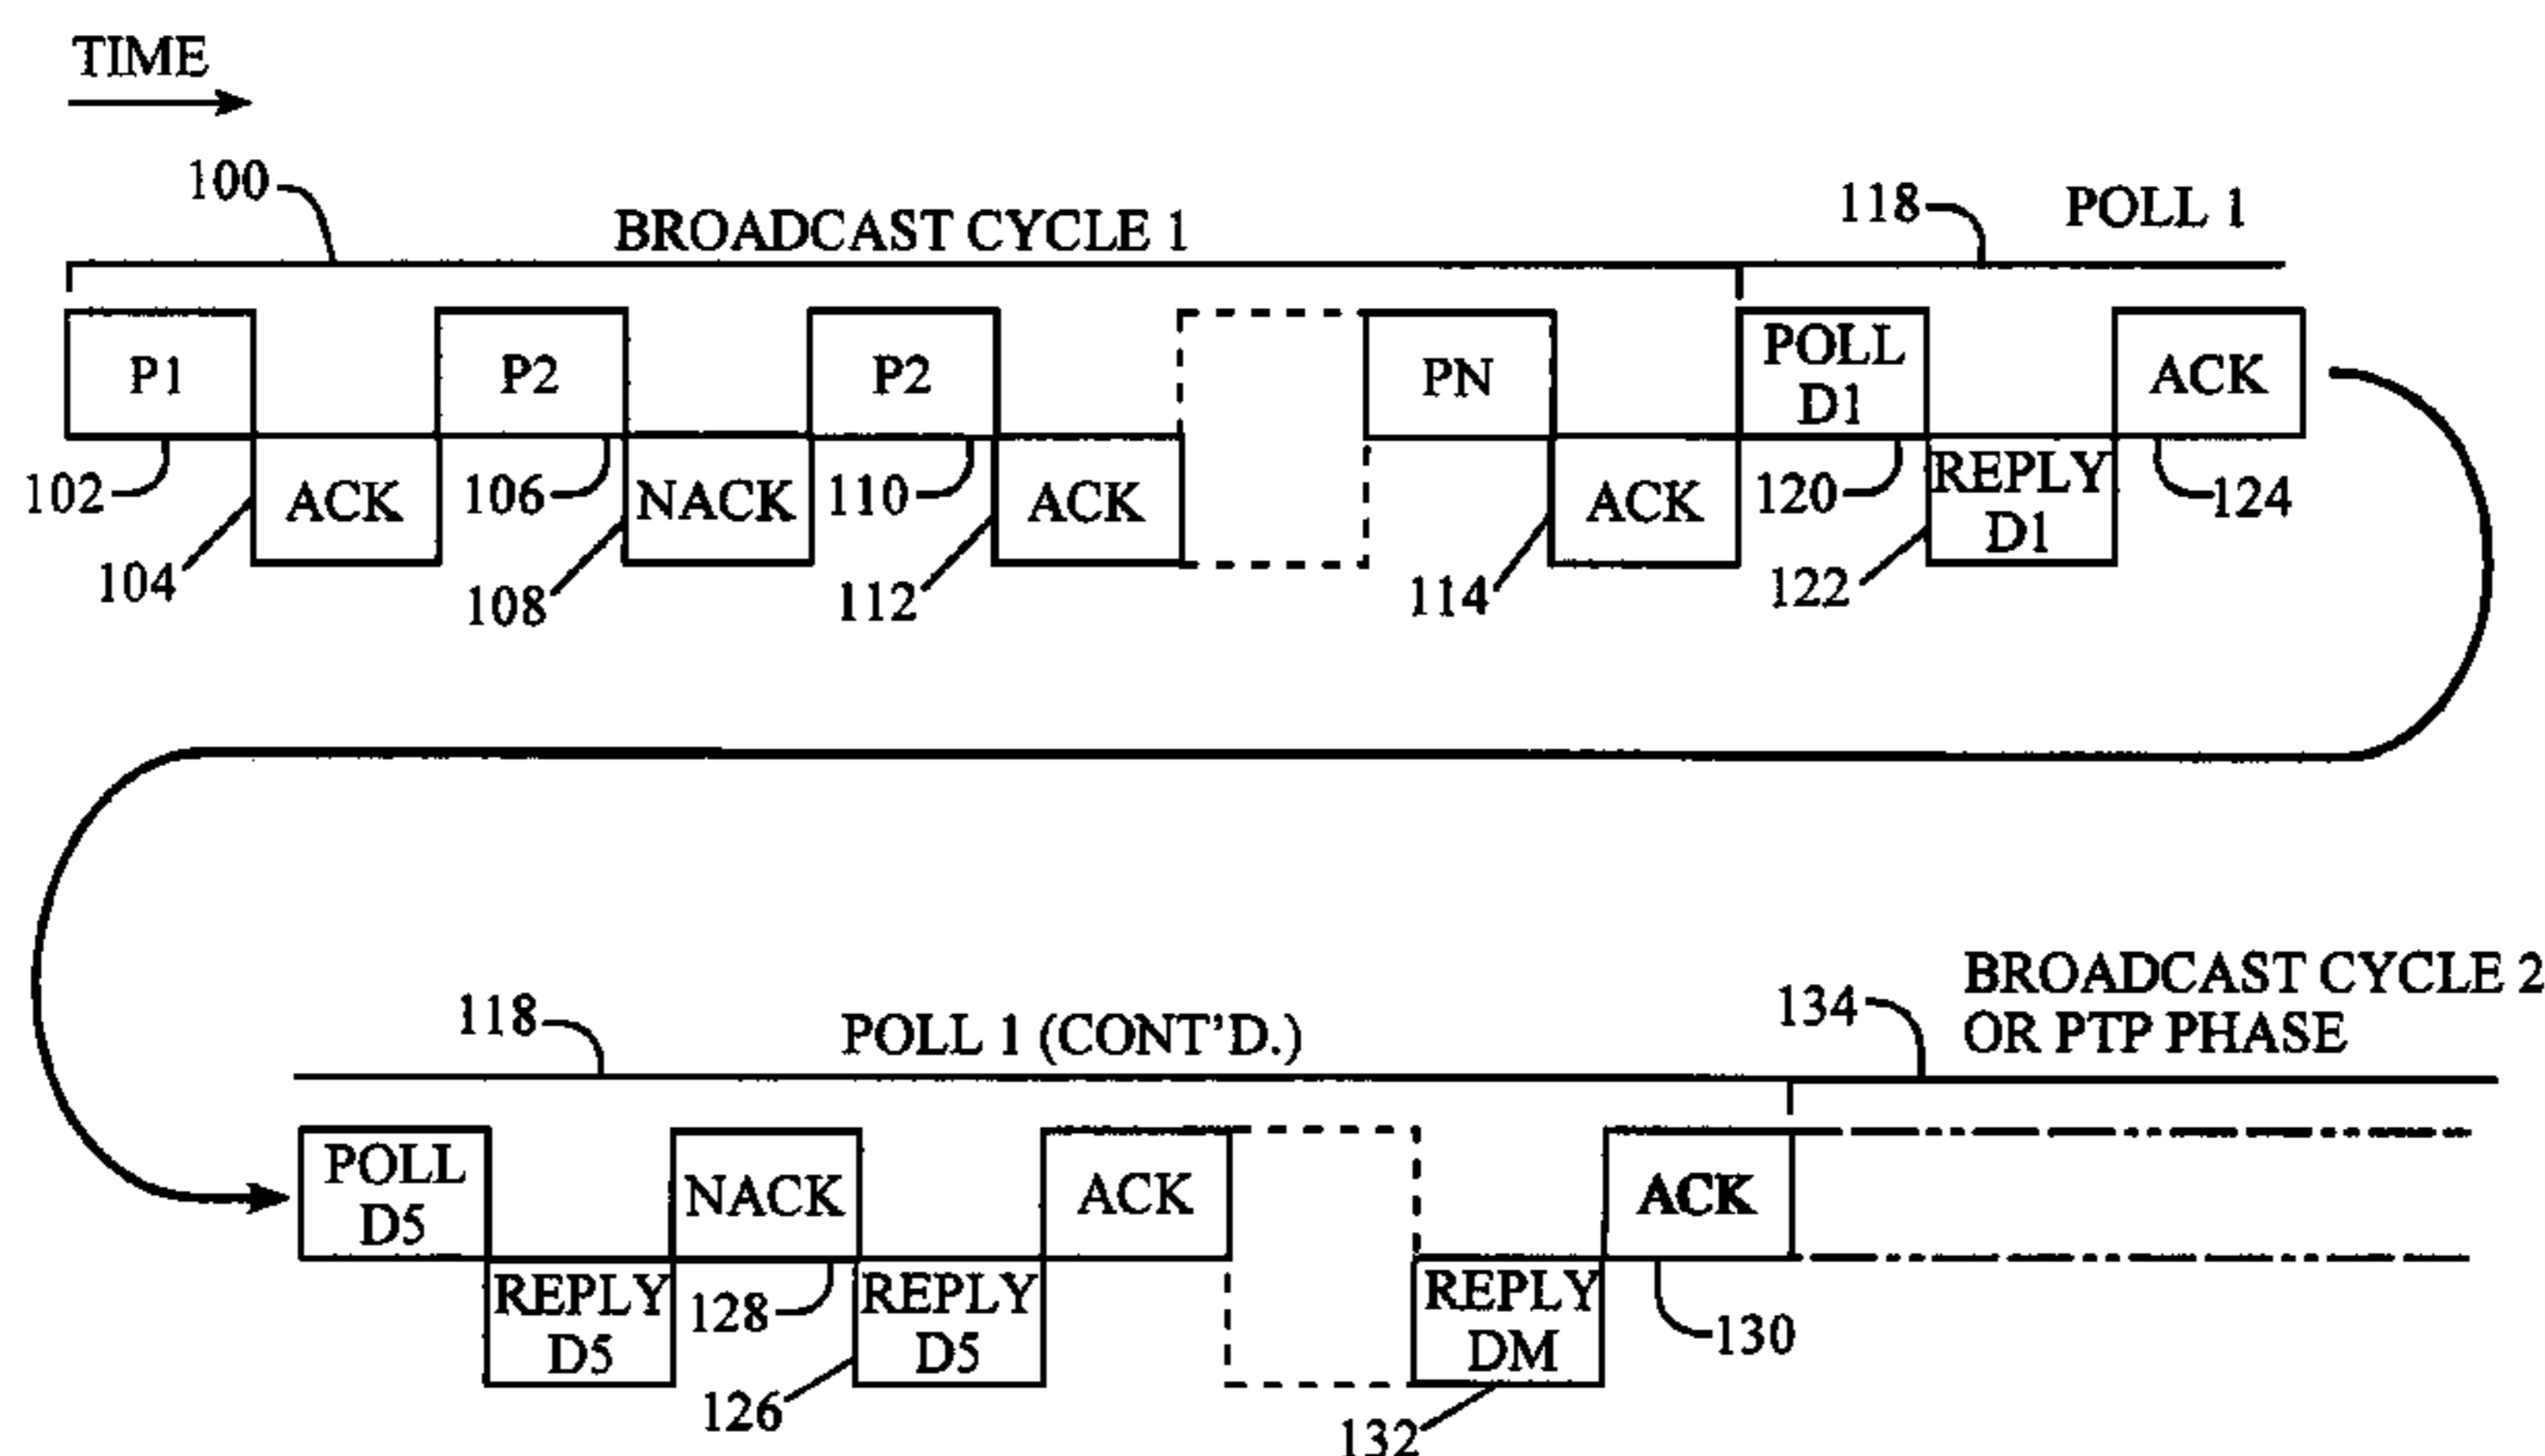 TIME
100
BROADCAST CYCLE 1
118
POLL 1
P1
P2
P2
PN
POLL
D1
ACK
102
ACK
106
NACK
110
ACK
ACK
120
REPLY
D1
124
104
108
112
114
122
118
POLL 1 (CONT'D.)
134
BROADCAST CYCLE 2
OR PTP PHASE
POLL
D5
NACK
ACK
ACK
REPLY
D5
128
REPLY
D5
REPLY
DM
130
126
132